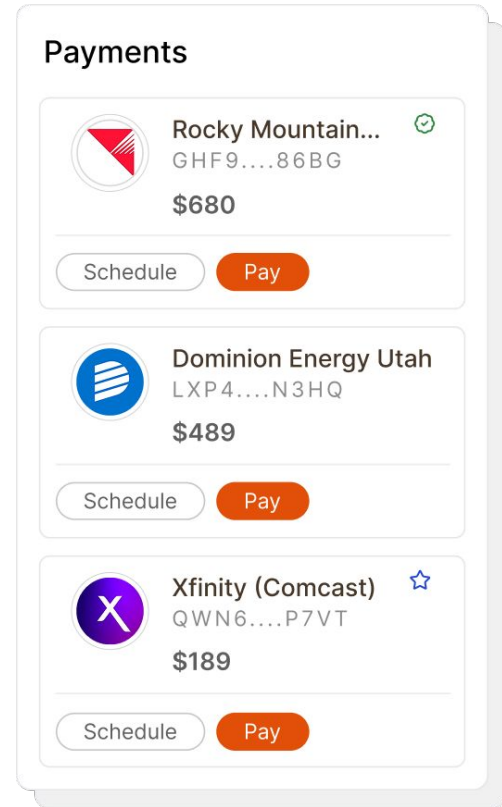 Payments
Rocky Mountain...
GHF9....86BG
$680
Schedule Pay
Dominion Energy Utah
LXP4....N3HQ
$489
Schedule Pay
X
Xfinity (Comcast)
QWN6....P7VT
$189
Schedule Pay